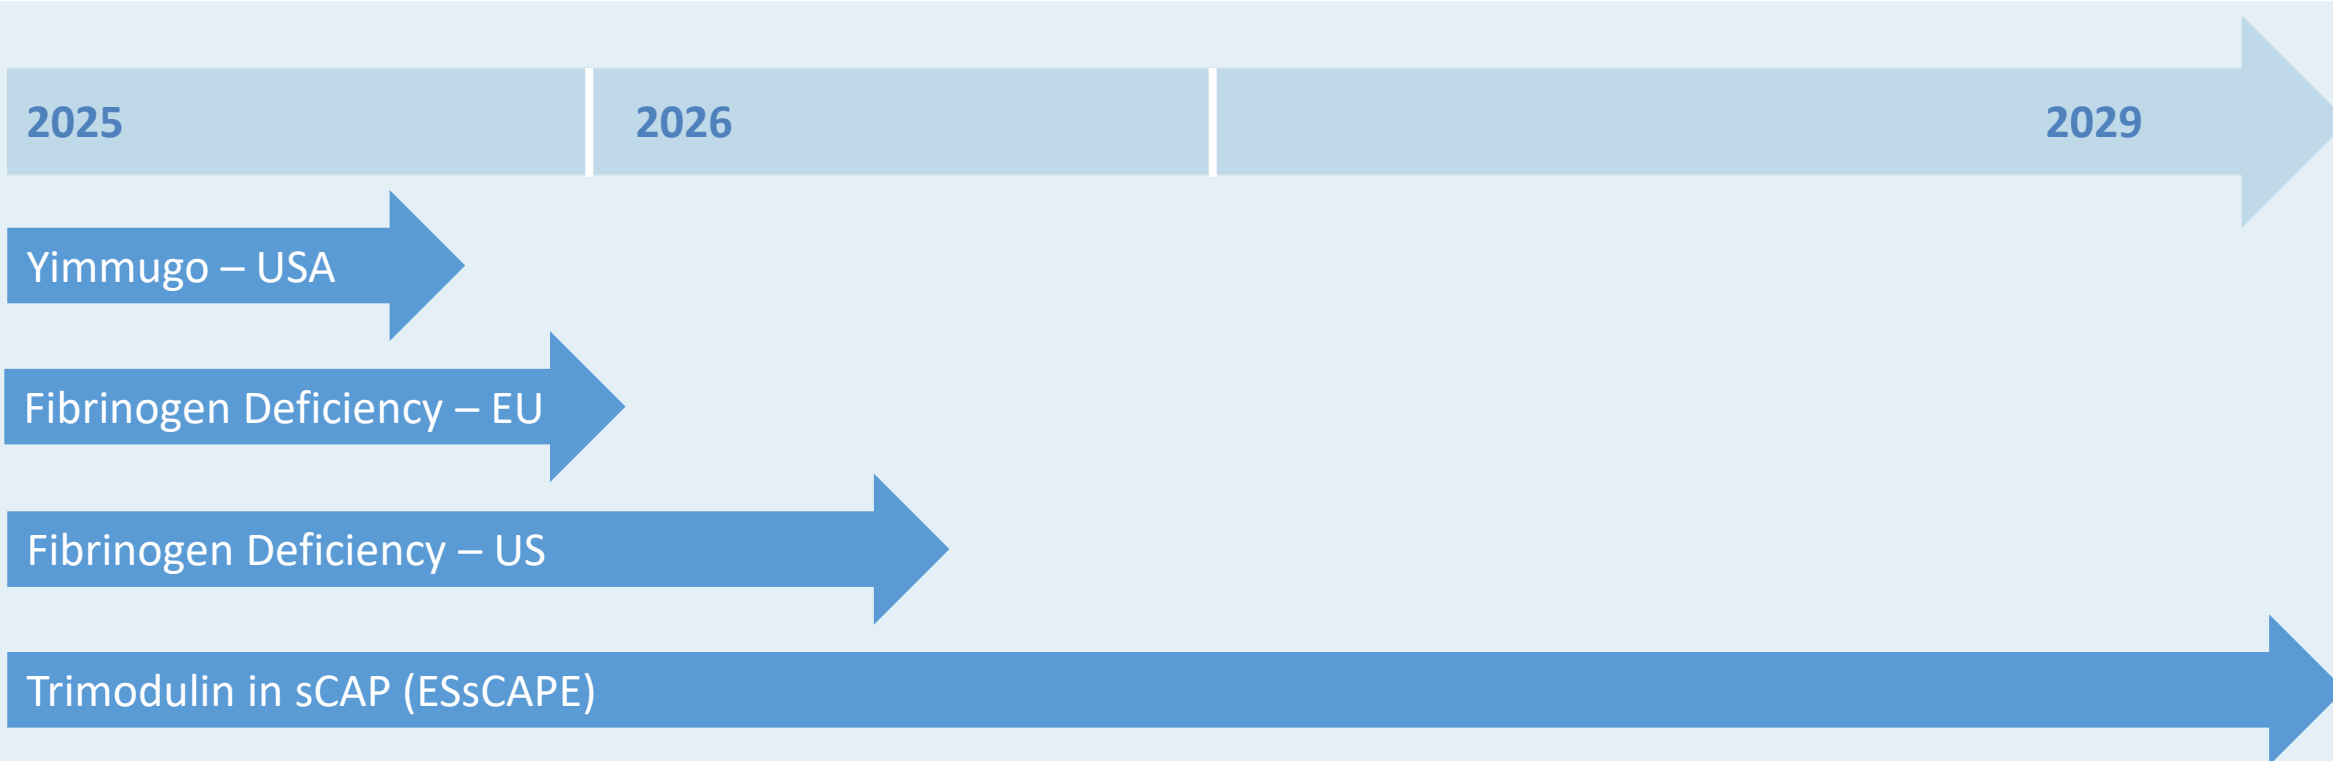 2025 2026 2029
Yimmugo – USA
Fibrinogen Deficiency – EU
Fibrinogen Deficiency – US
Trimodulin in sCAP (ESsCAPE)